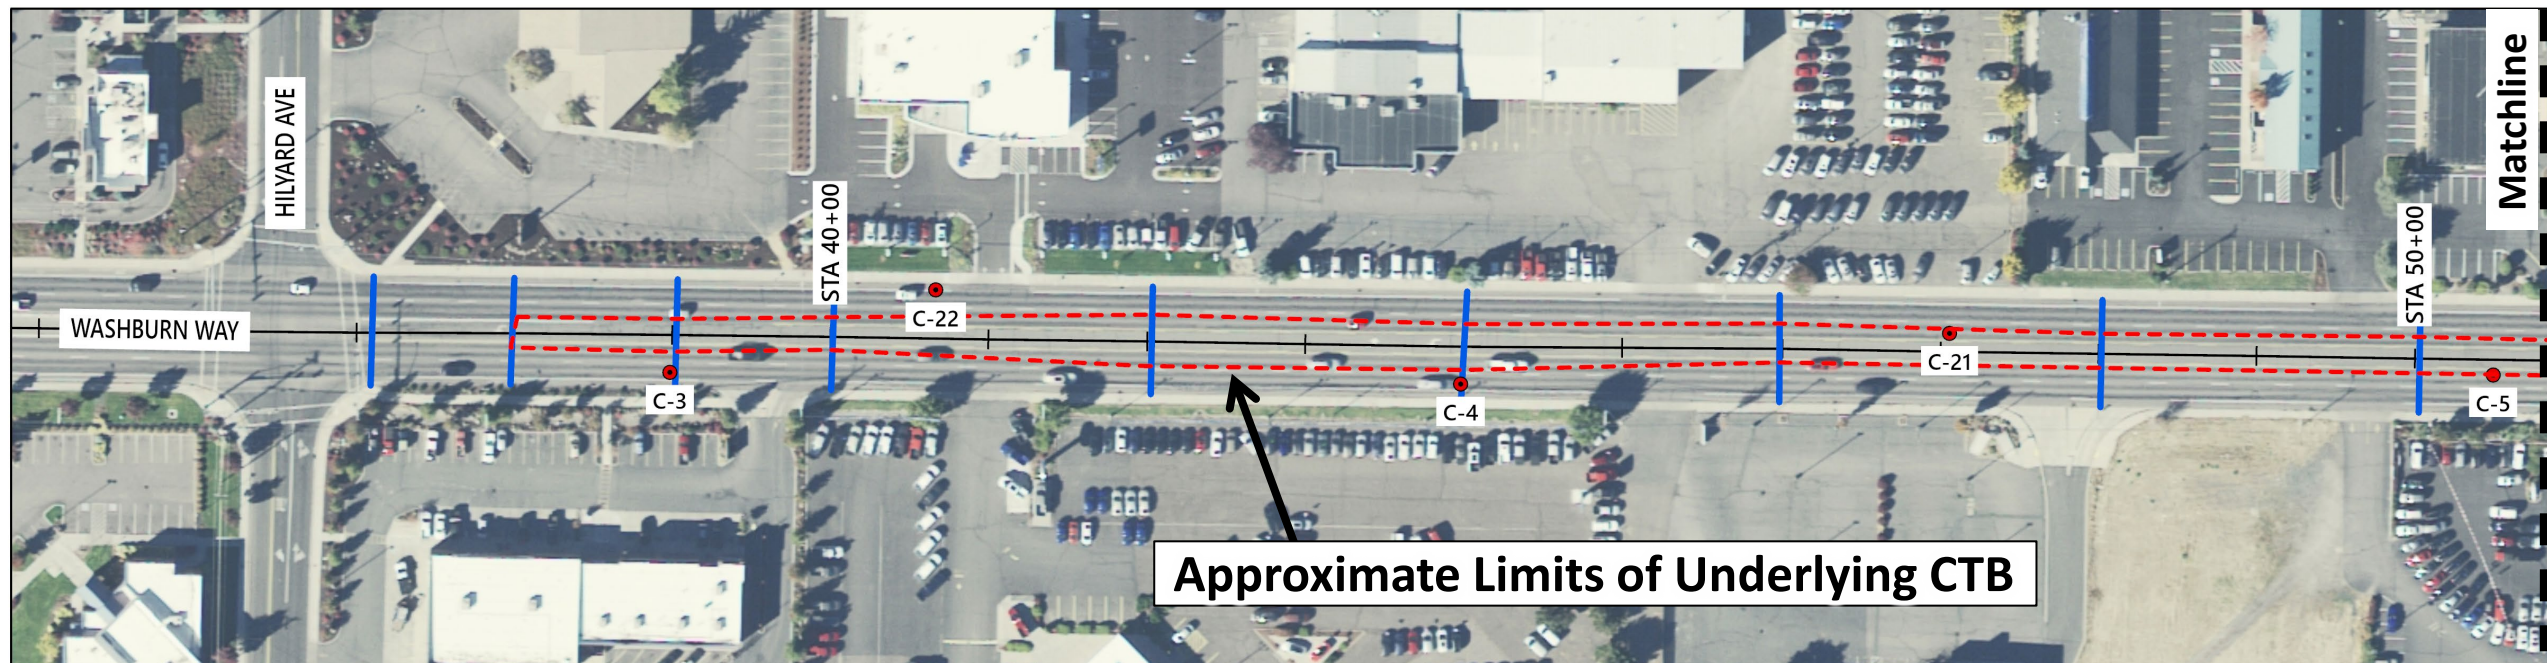 HILYARD AVE
Matchline
STA 40+00
STA 50+00
WASHBURN WAY
C-22
C-21
C-3
C-4
C-5
Approximate Limits of Underlying CTB